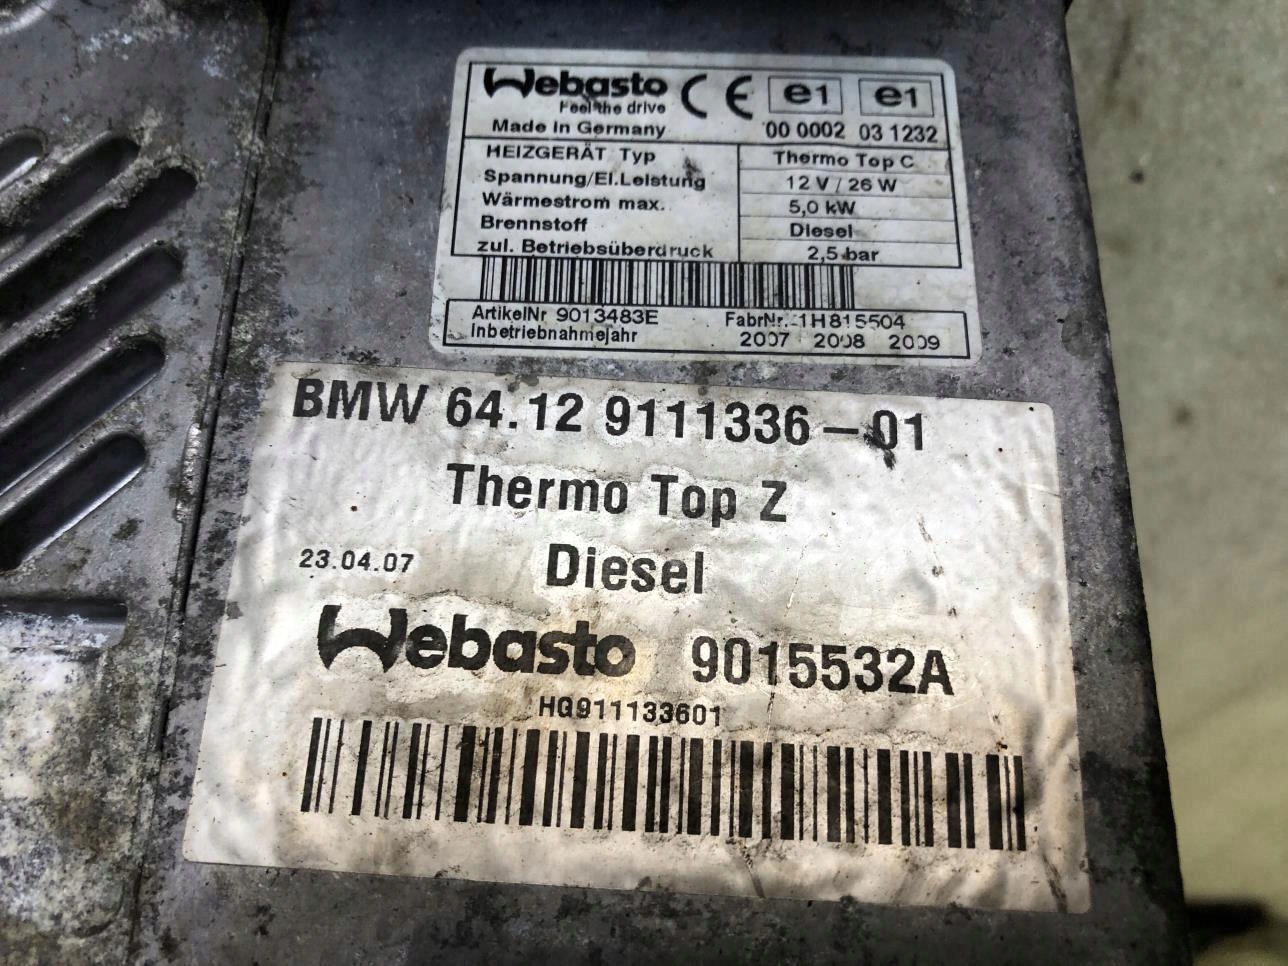 Webasto CE e1 e1
Feel the drive
Made in Germany 00 0002 03 1232
HEIZGERÄT Typ Thermo Top C
Spannung/El.Leistung 12 V / 26 W
Wärmestrom max. 5,0 kW
Brennstoff Diesel
zul. Betriebsüberdruck 2,5 bar
ArtikelNr 9013483E FabrNr. 1H815504
Inbetriebnahmejahr 2007 2008 2009
BMW 64.12 9111336-01
Thermo Top Z
23.04.07 Diesel
Webasto 9015532A
HG911133601